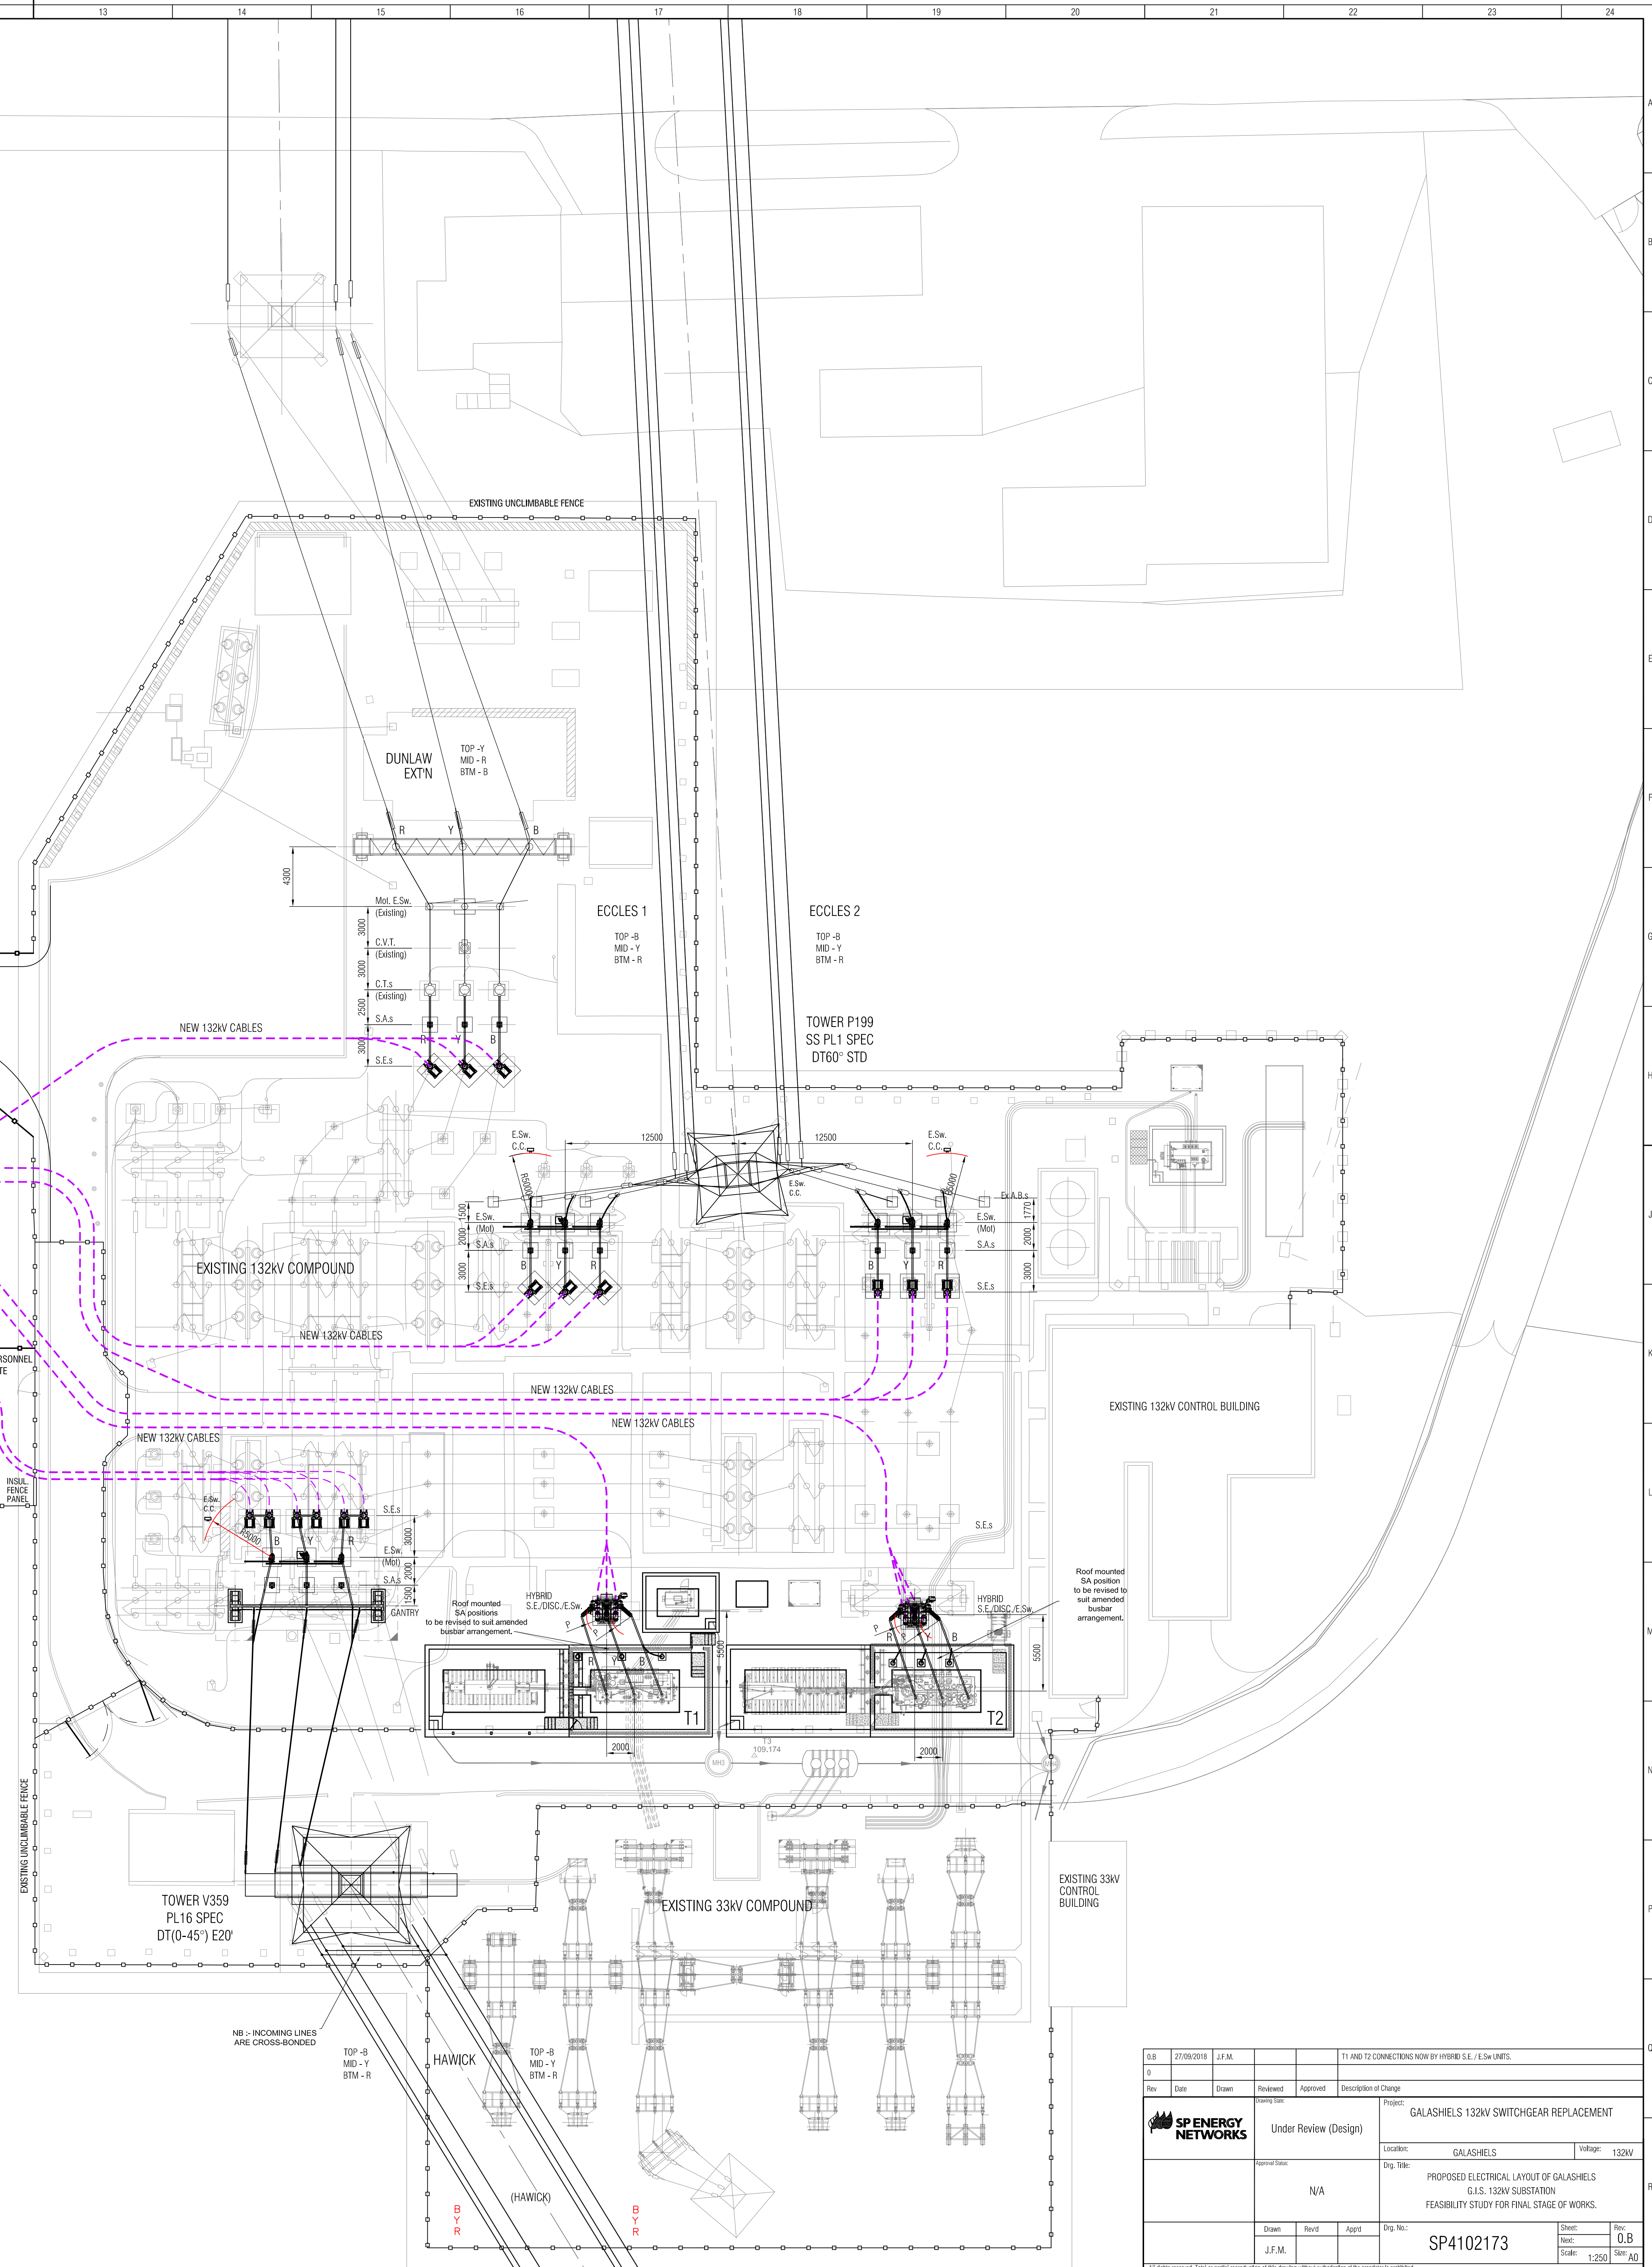 13 14 15 16 17 18 19 20 21 22 23 24
A
B
C
D
E
F
G
H
J
K
L
M
N
P
Q
R
EXISTING UNCLIMBABLE FENCE
DUNLAW
EXT'N
TOP -Y
MID - R
BTM - B
R Y B
4300
Mot. E.Sw.
(Existing)
3000
C.V.T.
(Existing)
3000
C.T.s
(Existing)
2500
S.A.s
R Y B
3000
S.E.s
ECCLES 1
TOP -B
MID - Y
BTM - R
ECCLES 2
TOP -B
MID - Y
BTM - R
TOWER P199
SS PL1 SPEC
DT60° STD
NEW 132kV CABLES
E.Sw.
C.C.
12500
12500
E.Sw.
C.C.
R5000
E.Sw.
C.C.
R5000
Ex.A.B.s
1500
E.Sw.
(Mot)
2000
S.A.s
B Y R
3000
S.E.s
1770
E.Sw.
(Mot)
2000
S.A.s
B Y R
3000
S.E.s
EXISTING 132kV COMPOUND
NEW 132kV CABLES
RSONNEL
TE
NEW 132kV CABLES
EXISTING 132kV CONTROL BUILDING
NEW 132kV CABLES
NEW 132kV CABLES
INSUL.
FENCE
PANEL
E.Sw.
C.C.
R5000
S.E.s
B Y R
3000
E.Sw.
(Mot)
2000
S.A.s
1500
GANTRY
S.E.s
Roof mounted
SA positions
to be revised to suit amended
busbar arrangement.
HYBRID
S.E./DISC./E.Sw.
P
P
R Y B
5500
T1
2000
HYBRID
S.E./DISC./E.Sw.
P
P
R Y B
5500
T2
2000
Roof mounted
SA position
to be revised to
suit amended
busbar
arrangement.
MH3
T3
109.174
EXISTING UNCLIMBABLE FENCE
TOWER V359
PL16 SPEC
DT(0-45°) E20'
EXISTING 33kV COMPOUND
EXISTING 33kV
CONTROL
BUILDING
NB :- INCOMING LINES
ARE CROSS-BONDED
TOP -B
MID - Y
BTM - R
HAWICK
TOP -B
MID - Y
BTM - R
(HAWICK)
B
Y
R
B
Y
R
0.B 27/09/2018 J.F.M. T1 AND T2 CONNECTIONS NOW BY HYBRID S.E. / E.Sw UNITS.
0
Rev Date Drawn Reviewed Approved Description of Change
SP ENERGY
NETWORKS
Drawing State:
Under Review (Design)
Project:
GALASHIELS 132kV SWITCHGEAR REPLACEMENT
Location: GALASHIELS
Voltage: 132kV
Approval Status:
N/A
Drg. Title:
PROPOSED ELECTRICAL LAYOUT OF GALASHIELS
G.I.S. 132kV SUBSTATION
FEASIBILITY STUDY FOR FINAL STAGE OF WORKS.
Drawn Rev'd App'd
J.F.M.
Drg. No.:
SP4102173
Sheet:
Next:
Scale: 1:250
Rev:
0.B
Size: A0